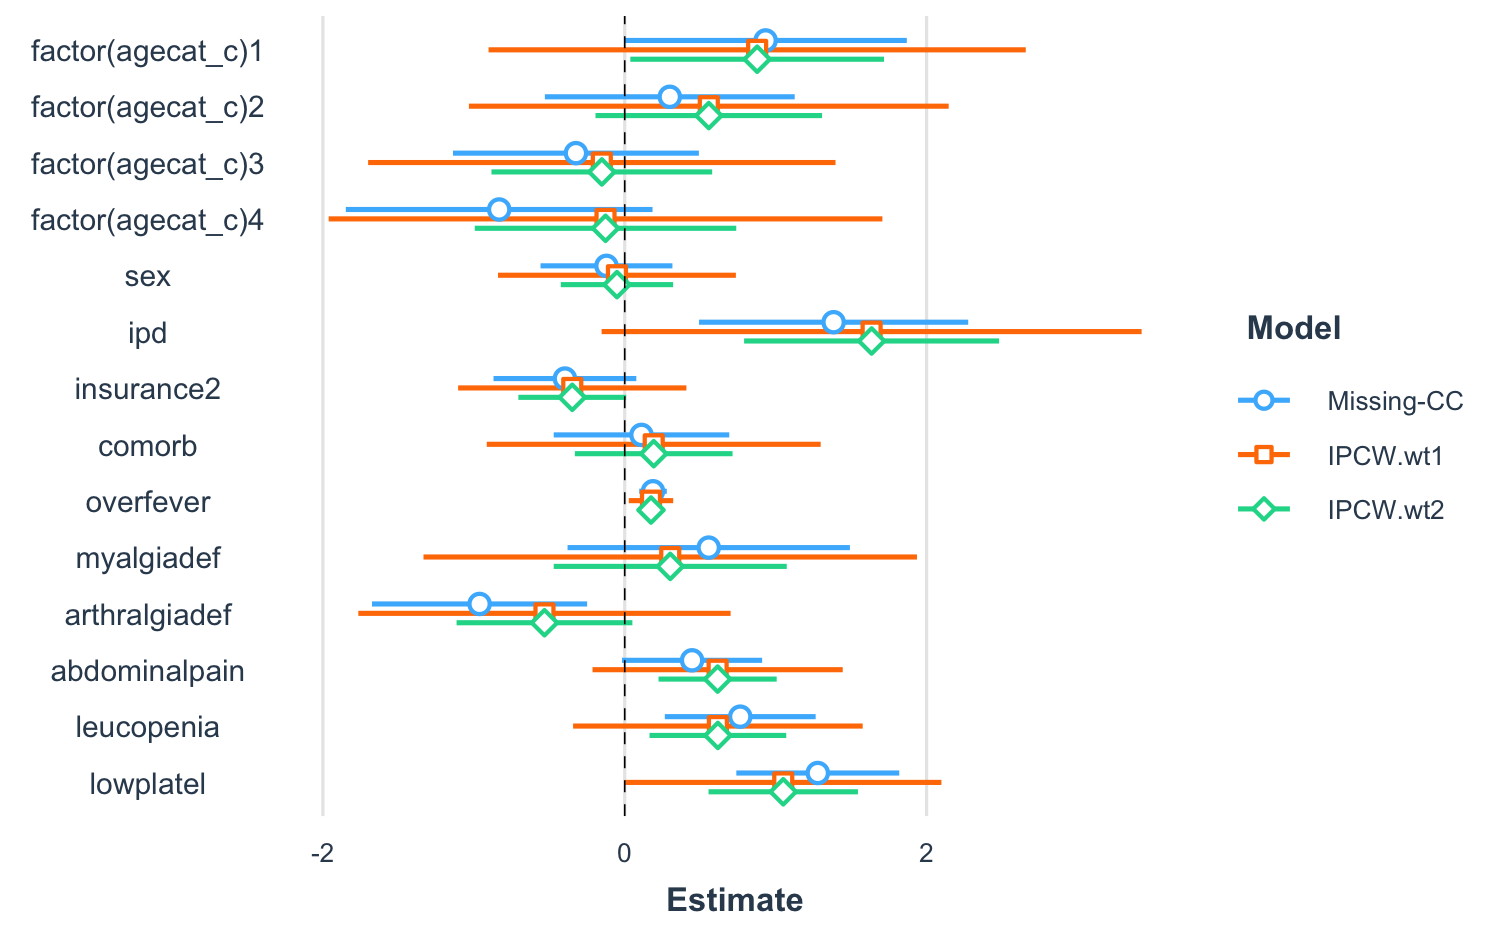 factor(agecat_c)1
factor(agecat_c)2
factor(agecat_c)3
factor(agecat_c)4
sex
ipd
insurance2
comorb
overfever
myalgiadef
arthralgiadef
abdominalpain
leucopenia
lowplatel
-2 0 2
Estimate
Model
Missing-CC
IPCW.wt1
IPCW.wt2